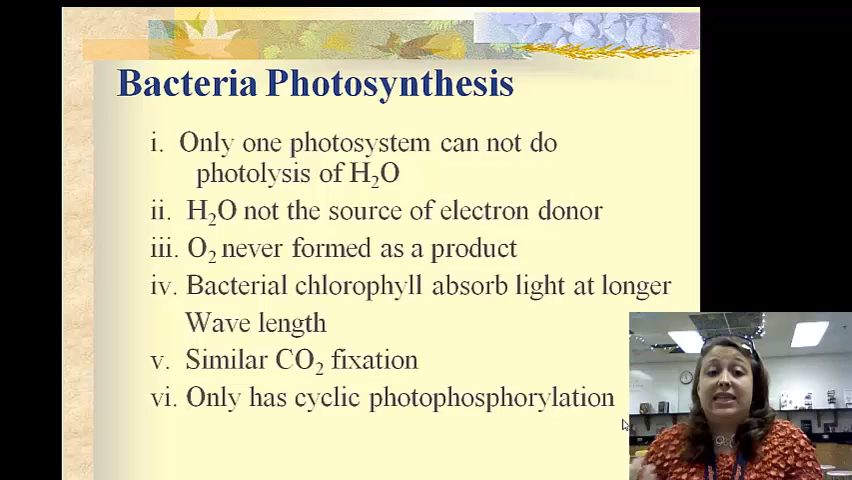 Bacteria Photosynthesis
i. Only one photosystem can not do
photolysis of H₂O
ii. H₂O not the source of electron donor
iii. O₂ never formed as a product
iv. Bacterial chlorophyll absorb light at longer
Wave length
v. Similar CO₂ fixation
vi. Only has cyclic photophosphorylation